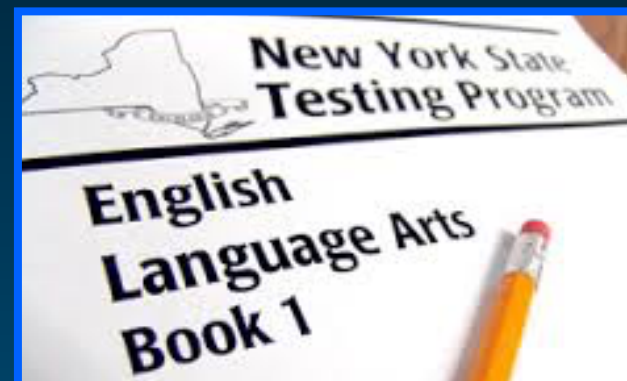 New York State
Testing Program
English
Language Arts
Book 1